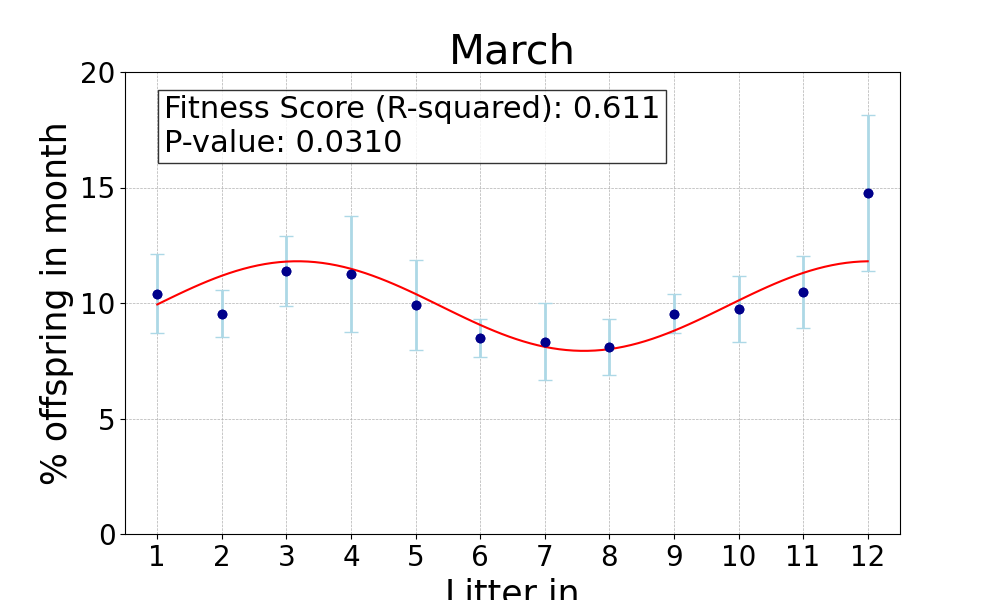 March
Fitness Score (R-squared): 0.611
P-value: 0.0310
20
15
10
5
0
% offspring in month
1 2 3 4 5 6 7 8 9 10 11 12
Litter in